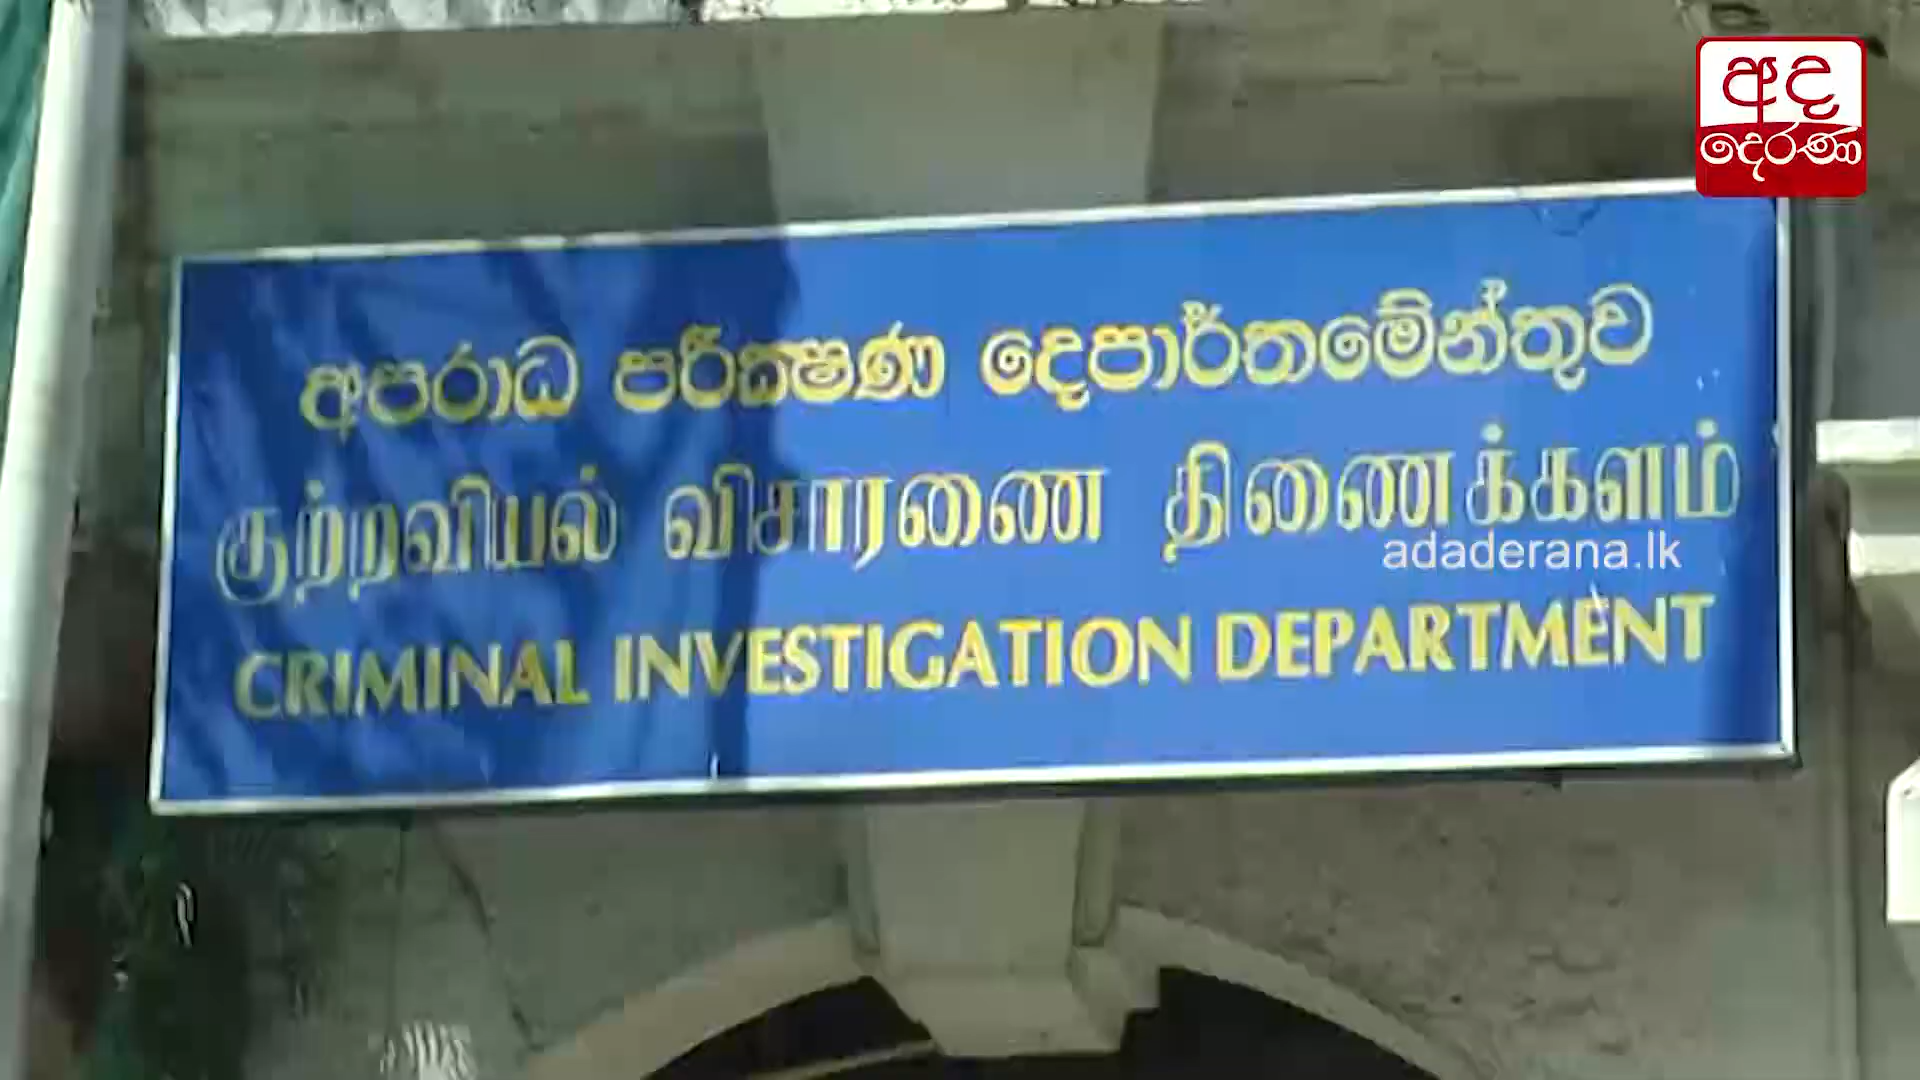 අද
දෙරණ
අපරාධ පරීක්ෂණ දෙපාර්තමේන්තුව
குற்றவியல் விசாரணை திணைக்களம்
adaderana.lk
CRIMINAL INVESTIGATION DEPARTMENT